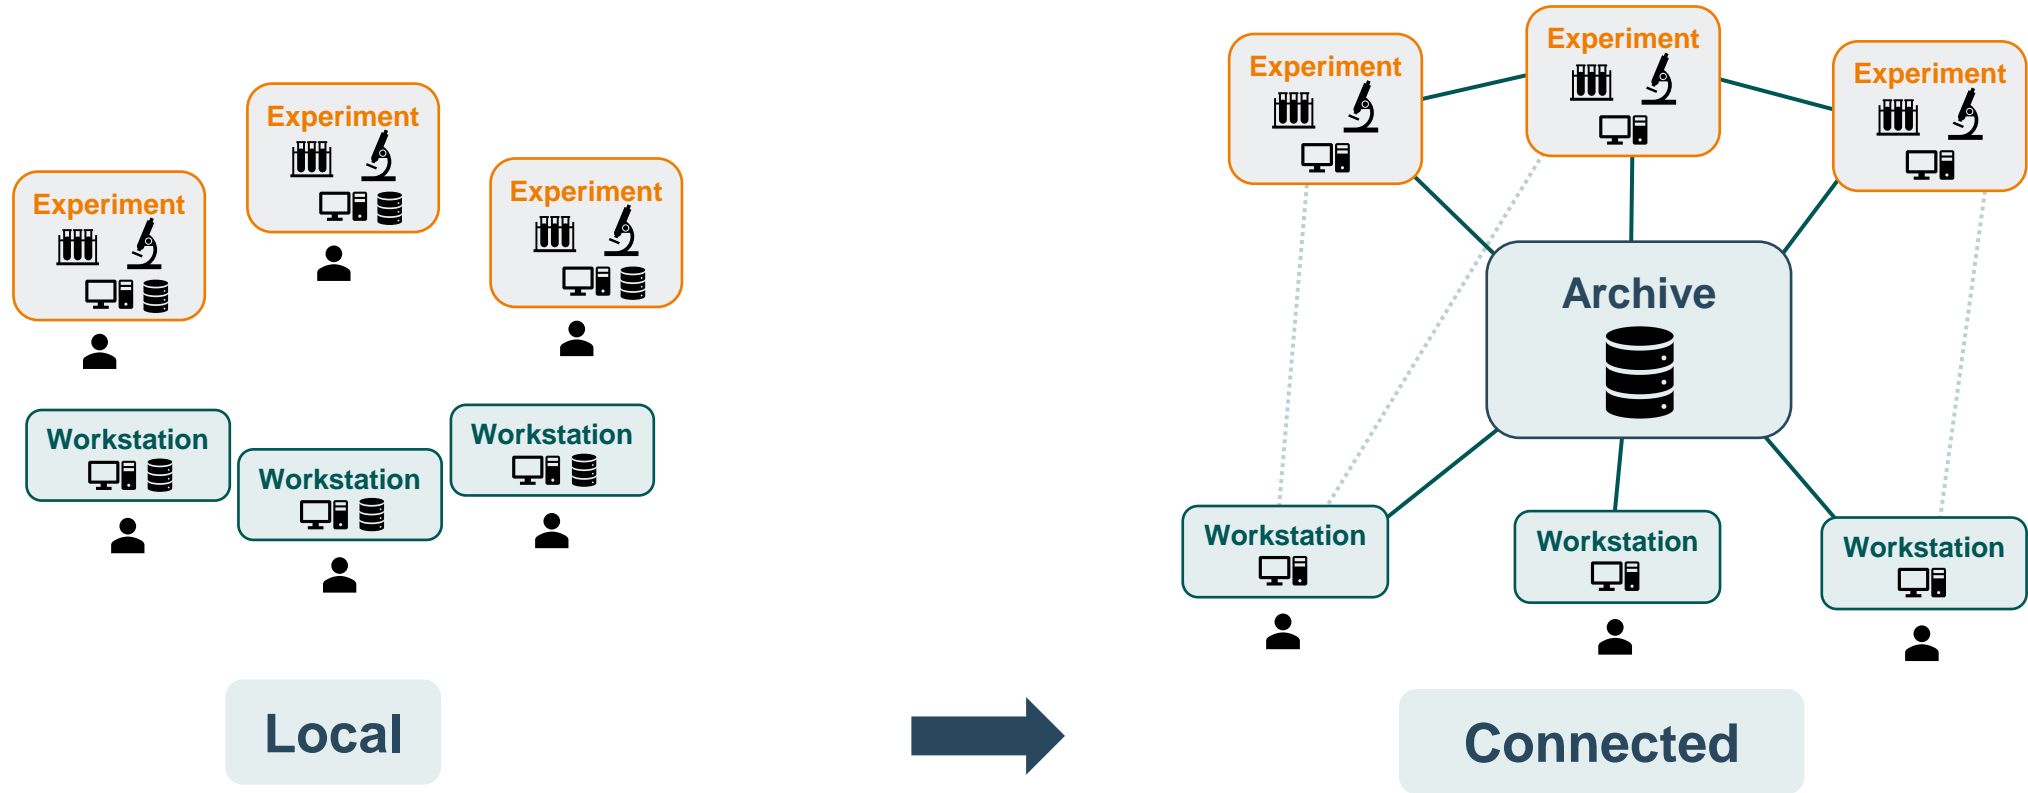 Experiment
Experiment
Experiment
Workstation
Workstation
Workstation
Local
Experiment
Experiment
Experiment
Archive
Workstation
Workstation
Workstation
Connected